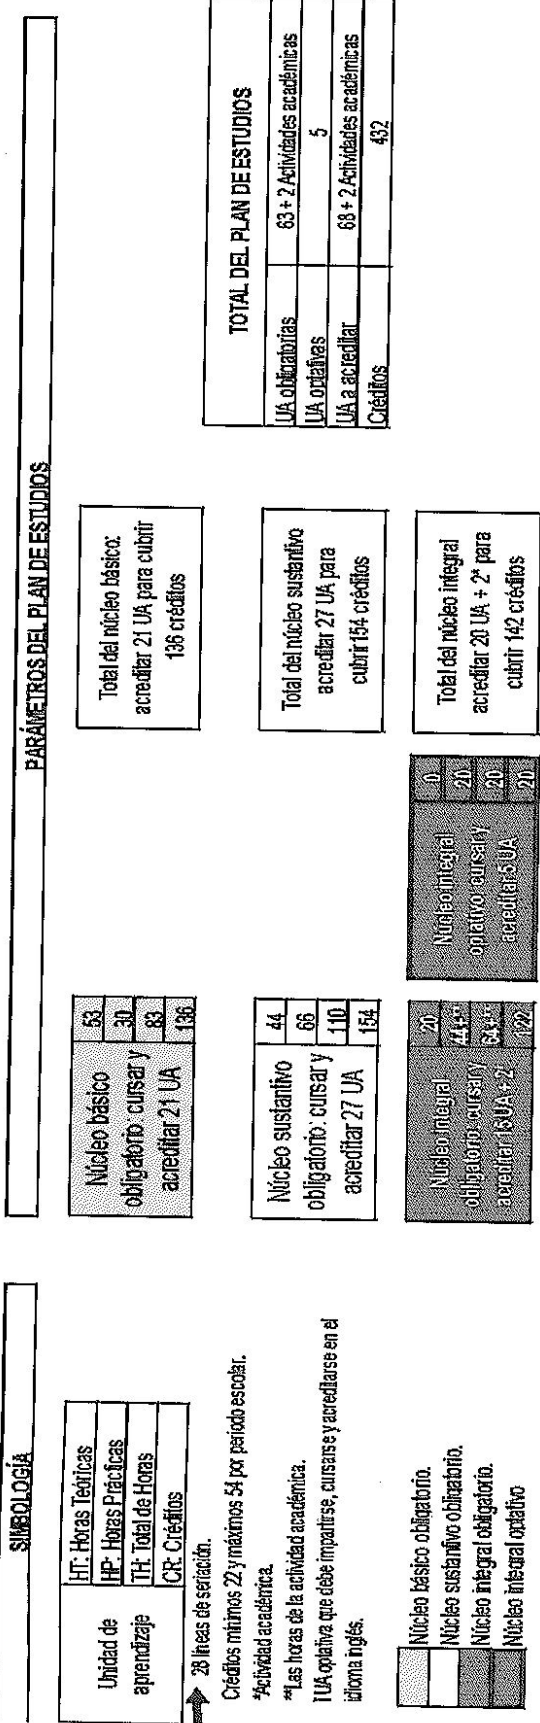 SIMBOLOGÍA
Unidad de
aprendizaje
HT: Horas Teóricas
HP: Horas Prácticas
TH: Total de Horas
CR: Créditos
28 líneas de seriación.
Créditos mínimos 22 y máximos 54 por periodo escolar.
*Actividad académica.
**Las horas de la actividad académica.
UA optativa que debe impartirse, cursarse y acreditarse en el
idioma inglés.
Núcleo básico obligatorio.
Núcleo sustantivo obligatorio.
Núcleo integral obligatorio.
Núcleo integral optativo
PARÁMETROS DEL PLAN DE ESTUDIOS
Núcleo básico
obligatorio: cursar y
acreditar 21 UA
53
30
83
136
Total del núcleo básico:
acreditar 21 UA para cubrir
136 créditos
Núcleo sustantivo
obligatorio: cursar y
acreditar 27 UA
44
66
110
154
Total del núcleo sustantivo
acreditar 27 UA para
cubrir 154 créditos
Núcleo integral
obligatorio: cursar y
acreditar 15 UA + 2*
20
44+**
64+**
122
Núcleo integral
optativo: cursar y
acreditar 5 UA
0
20
20
20
Total del núcleo integral
acreditar 20 UA + 2* para
cubrir 142 créditos
TOTAL DEL PLAN DE ESTUDIOS
UA obligatorias 63 + 2 Actividades académicas
UA optativas 5
UA a acreditar 68 + 2 Actividades académicas
Créditos 432